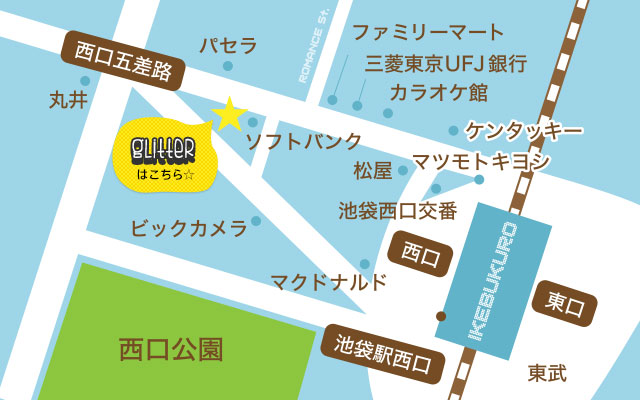 西口五差路
パセラ
ROMANCE St.
ファミリーマート
三菱東京UFJ銀行
カラオケ館
丸井
ソフトバンク
ケンタッキー
glitter
はこちら☆
松屋
マツモトキヨシ
池袋西口交番
ビックカメラ
西口
IKEBUKURO
マクドナルド
東口
西口公園
池袋駅西口
東武